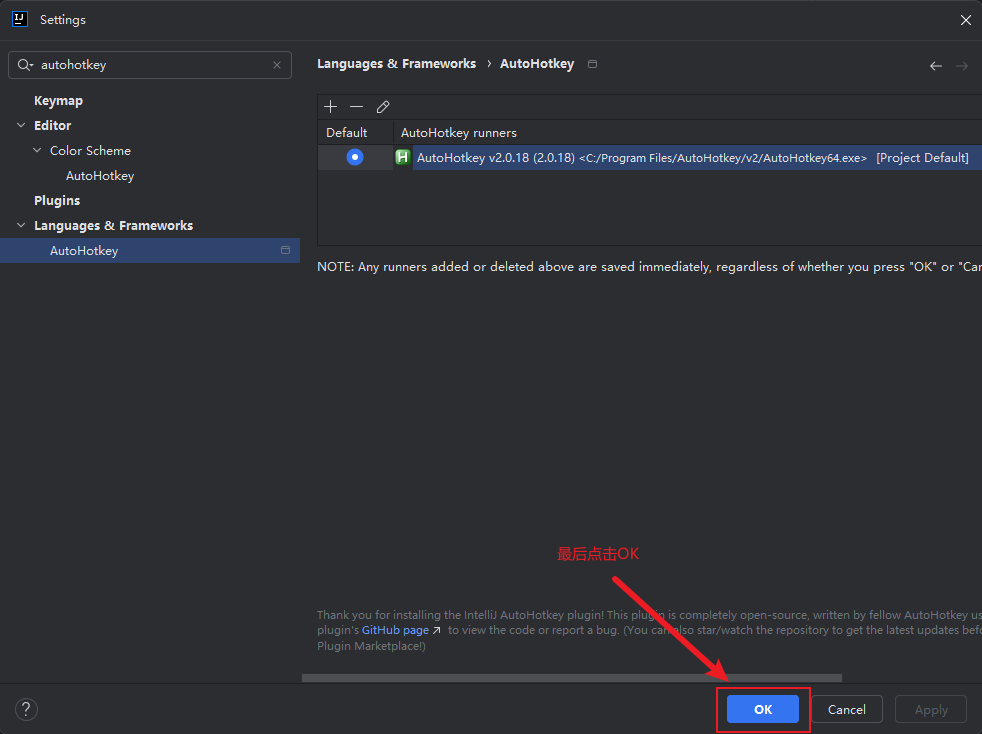 Settings
autohotkey
Keymap
Editor
Color Scheme
AutoHotkey
Plugins
Languages & Frameworks
AutoHotkey
Languages & Frameworks › AutoHotkey
Default AutoHotkey runners
AutoHotkey v2.0.18 (2.0.18) <C:/Program Files/AutoHotkey/v2/AutoHotkey64.exe> [Project Default]
NOTE: Any runners added or deleted above are saved immediately, regardless of whether you press "OK" or "Can
最后点击OK
Thank you for installing the IntelliJ AutoHotkey plugin! This plugin is completely open-source, written by fellow AutoHotkey us
plugin's GitHub page ↗ to view the code or report a bug. (You can also star/watch the repository to get the latest updates befo
Plugin Marketplace!)
?
OK
Cancel
Apply